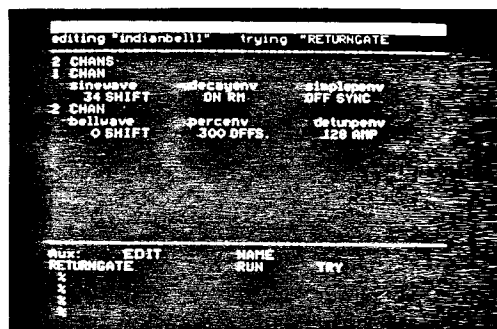 editing "indianbell1" trying "RETURNGATE
2 CHANS
1 CHAN
sinewave decayenv simplepenv
34 SHIFT ON RM OFF SYNC
2 CHAN
bellwave percenv detunpenv
0 SHIFT 300 OFFS. 128 AMP
Aux: EDIT NAME
RETURNGATE RUN TRY
%
%
%
%